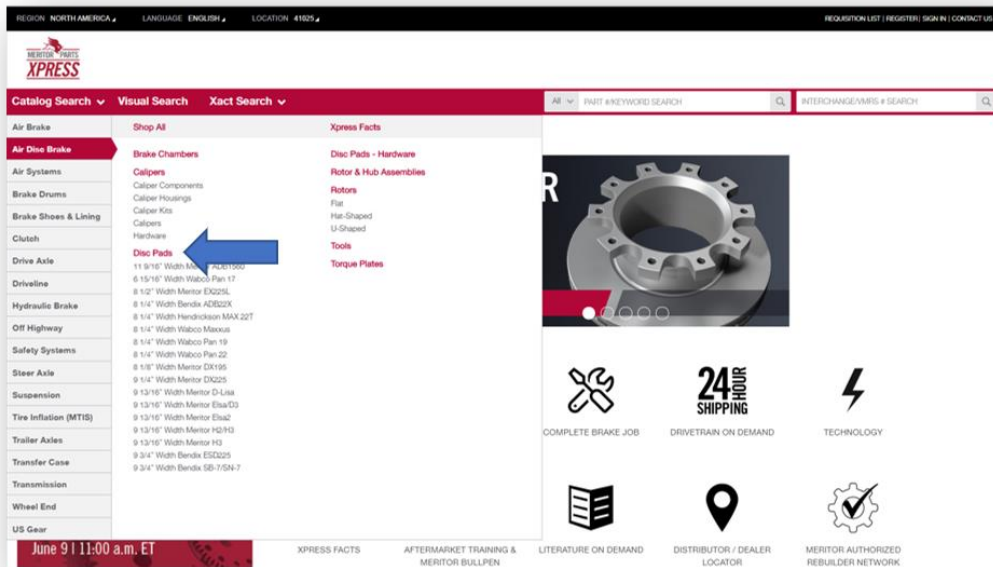 REGION NORTH AMERICA LANGUAGE ENGLISH LOCATION 41025 REQUISITION LIST | REGISTER | SIGN IN | CONTACT US
MERITOR PARTS
XPRESS
Catalog Search Visual Search Xact Search All PART #/KEYWORD SEARCH INTERCHANGE/VMRS # SEARCH
Air Brake
Air Disc Brake
Air Systems
Brake Drums
Brake Shoes & Lining
Clutch
Drive Axle
Driveline
Hydraulic Brake
Off Highway
Safety Systems
Steer Axle
Suspension
Tire Inflation (MTIS)
Trailer Axles
Transfer Case
Transmission
Wheel End
US Gear
Shop All
Brake Chambers
Calipers
Caliper Components
Caliper Housings
Caliper Kits
Calipers
Hardware
Disc Pads
11 9/16" Width Meritor ADB1560
6 15/16" Width Wabco Pan 17
8 1/2" Width Meritor EX225L
8 1/4" Width Bendix ADB22X
8 1/4" Width Hendrickson MAX 22T
8 1/4" Width Wabco Maxxus
8 1/4" Width Wabco Pan 19
8 1/4" Width Wabco Pan 22
8 1/8" Width Meritor DX195
9 1/4" Width Meritor DX225
9 13/16" Width Meritor D-Lisa
9 13/16" Width Meritor Elsa/D3
9 13/16" Width Meritor Elsa2
9 13/16" Width Meritor H2/H3
9 13/16" Width Meritor H3
9 3/4" Width Bendix ESD225
9 3/4" Width Bendix SB-7/SN-7
Xpress Facts
Disc Pads - Hardware
Rotor & Hub Assemblies
Rotors
Flat
Hat-Shaped
U-Shaped
Tools
Torque Plates
R
24 HOUR
SHIPPING
COMPLETE BRAKE JOB
DRIVETRAIN ON DEMAND
TECHNOLOGY
June 9 | 11:00 a.m. ET
XPRESS FACTS
AFTERMARKET TRAINING &
MERITOR BULLPEN
LITERATURE ON DEMAND
DISTRIBUTOR / DEALER
LOCATOR
MERITOR AUTHORIZED
REBUILDER NETWORK